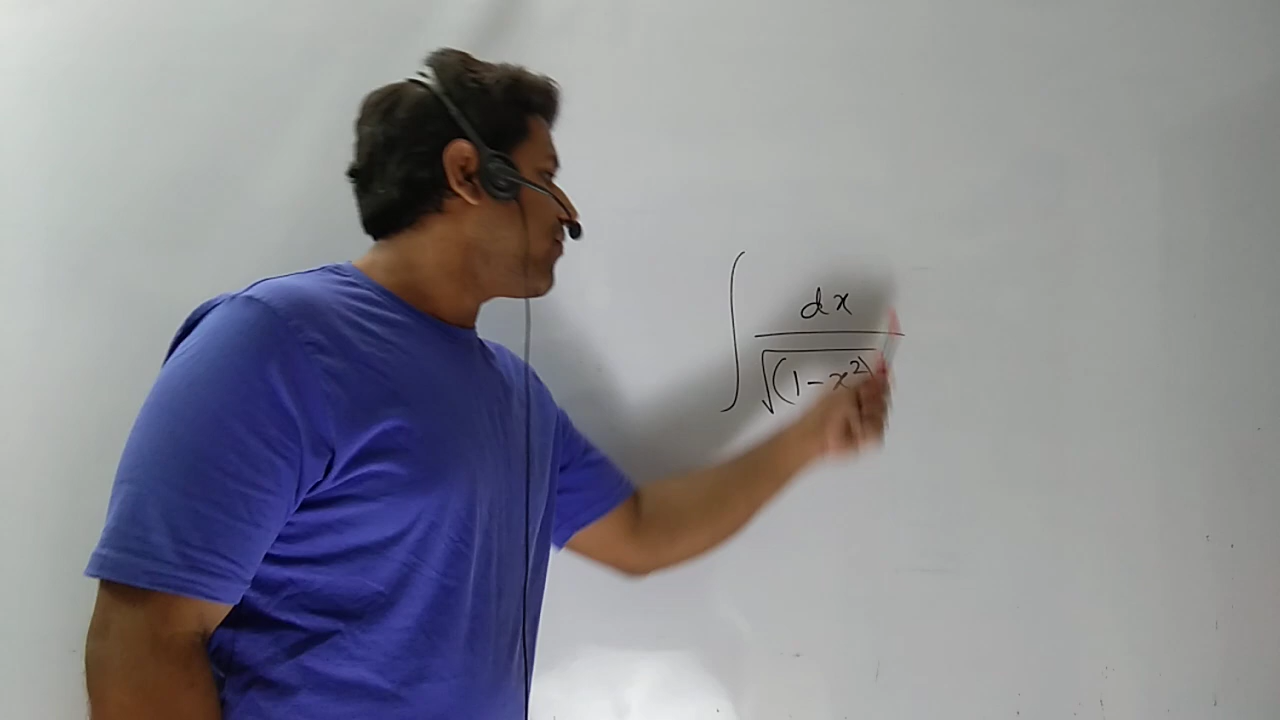 ∫ dx
√(1-x²)